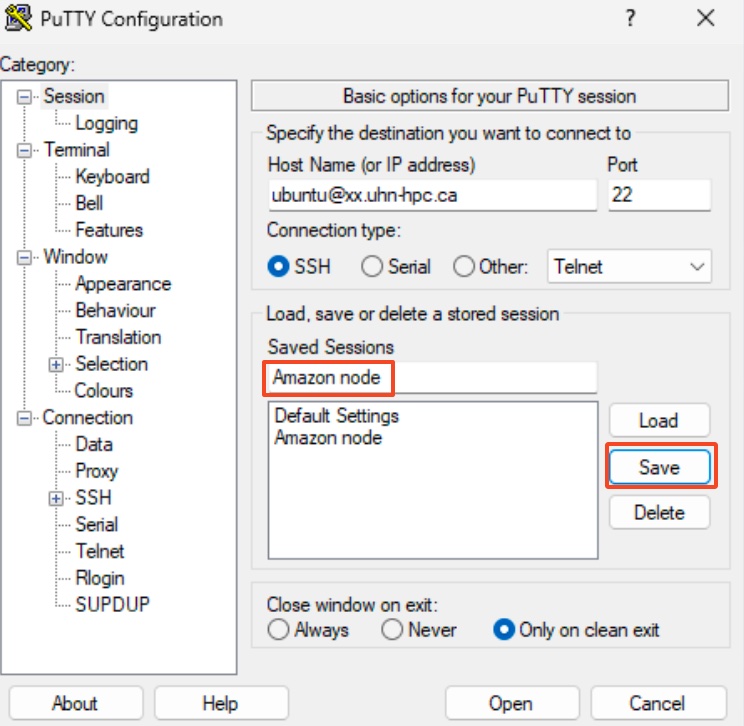 PuTTY Configuration ? ×
Category:
Session
Logging
Terminal
Keyboard
Bell
Features
Window
Appearance
Behaviour
Translation
Selection
Colours
Connection
Data
Proxy
SSH
Serial
Telnet
Rlogin
SUPDUP
Basic options for your PuTTY session
Specify the destination you want to connect to
Host Name (or IP address) Port
ubuntu@xx.uhn-hpc.ca 22
Connection type:
SSH Serial Other: Telnet
Load, save or delete a stored session
Saved Sessions
Amazon node
Default Settings
Amazon node
Load
Save
Delete
Close window on exit:
Always Never Only on clean exit
About Help Open Cancel